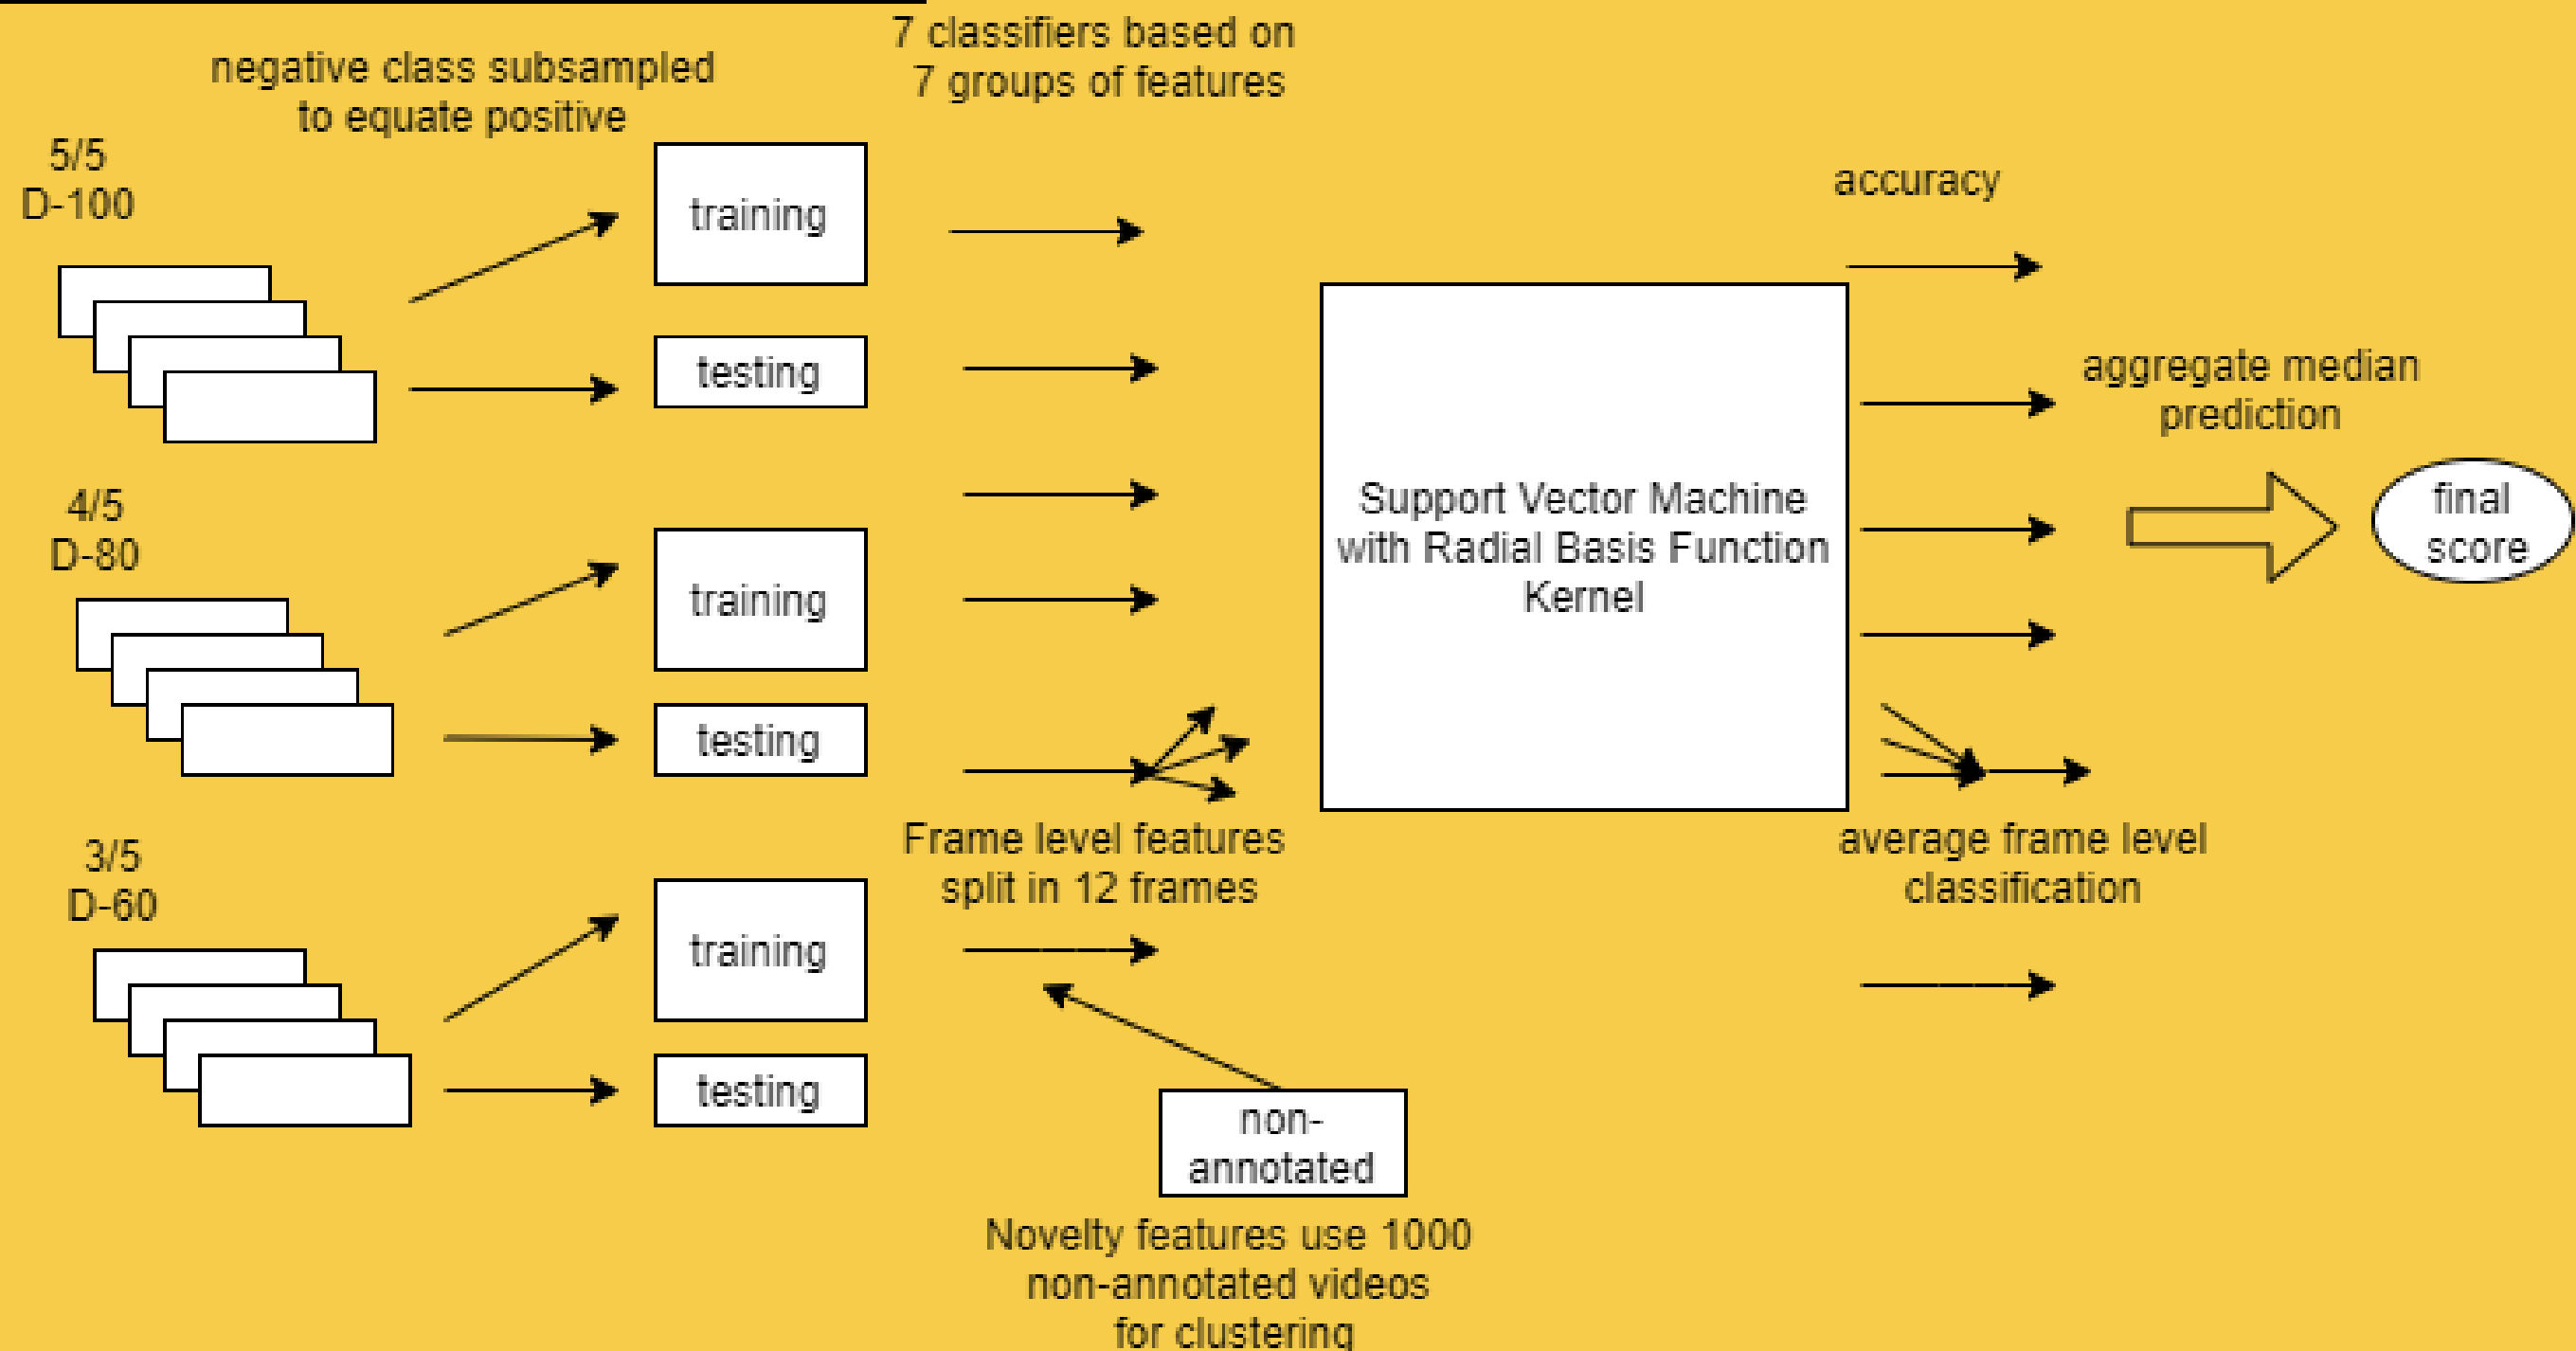 negative class subsampled
to equate positive
7 classifiers based on
7 groups of features
5/5
D-100
training
testing
accuracy
aggregate median
prediction
final
score
4/5
D-80
training
testing
Support Vector Machine
with Radial Basis Function
Kernel
Frame level features
split in 12 frames
average frame level
classification
3/5
D-60
training
testing
non-
annotated
Novelty features use 1000
non-annotated videos
for clustering